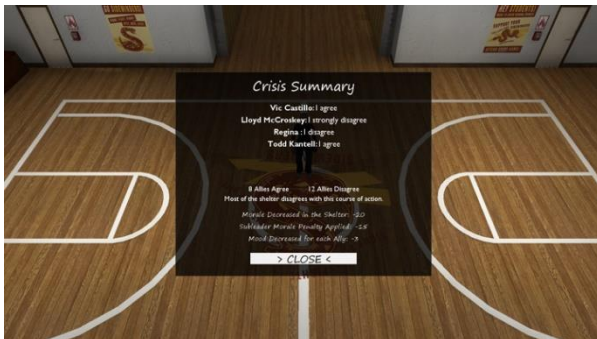 Crisis Summary
Vic Castillo: I agree
Lloyd McCroskey: I strongly disagree
Regina : I disagree
Todd Kantell: I agree
8 Allies Agree 12 Allies Disagree
Most of the shelter disagrees with this course of action.
Morale Decreased in the Shelter: -20
Subleader Morale Penalty Applied: -15
Mood Decreased for each Ally: -3
> CLOSE <